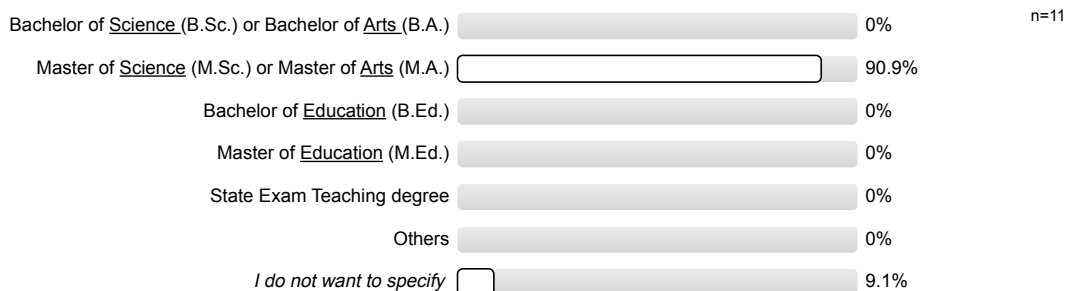 Bachelor of Science (B.Sc.) or Bachelor of Arts (B.A.) 0% n=11
Master of Science (M.Sc.) or Master of Arts (M.A.) 90.9%
Bachelor of Education (B.Ed.) 0%
Master of Education (M.Ed.) 0%
State Exam Teaching degree 0%
Others 0%
I do not want to specify 9.1%